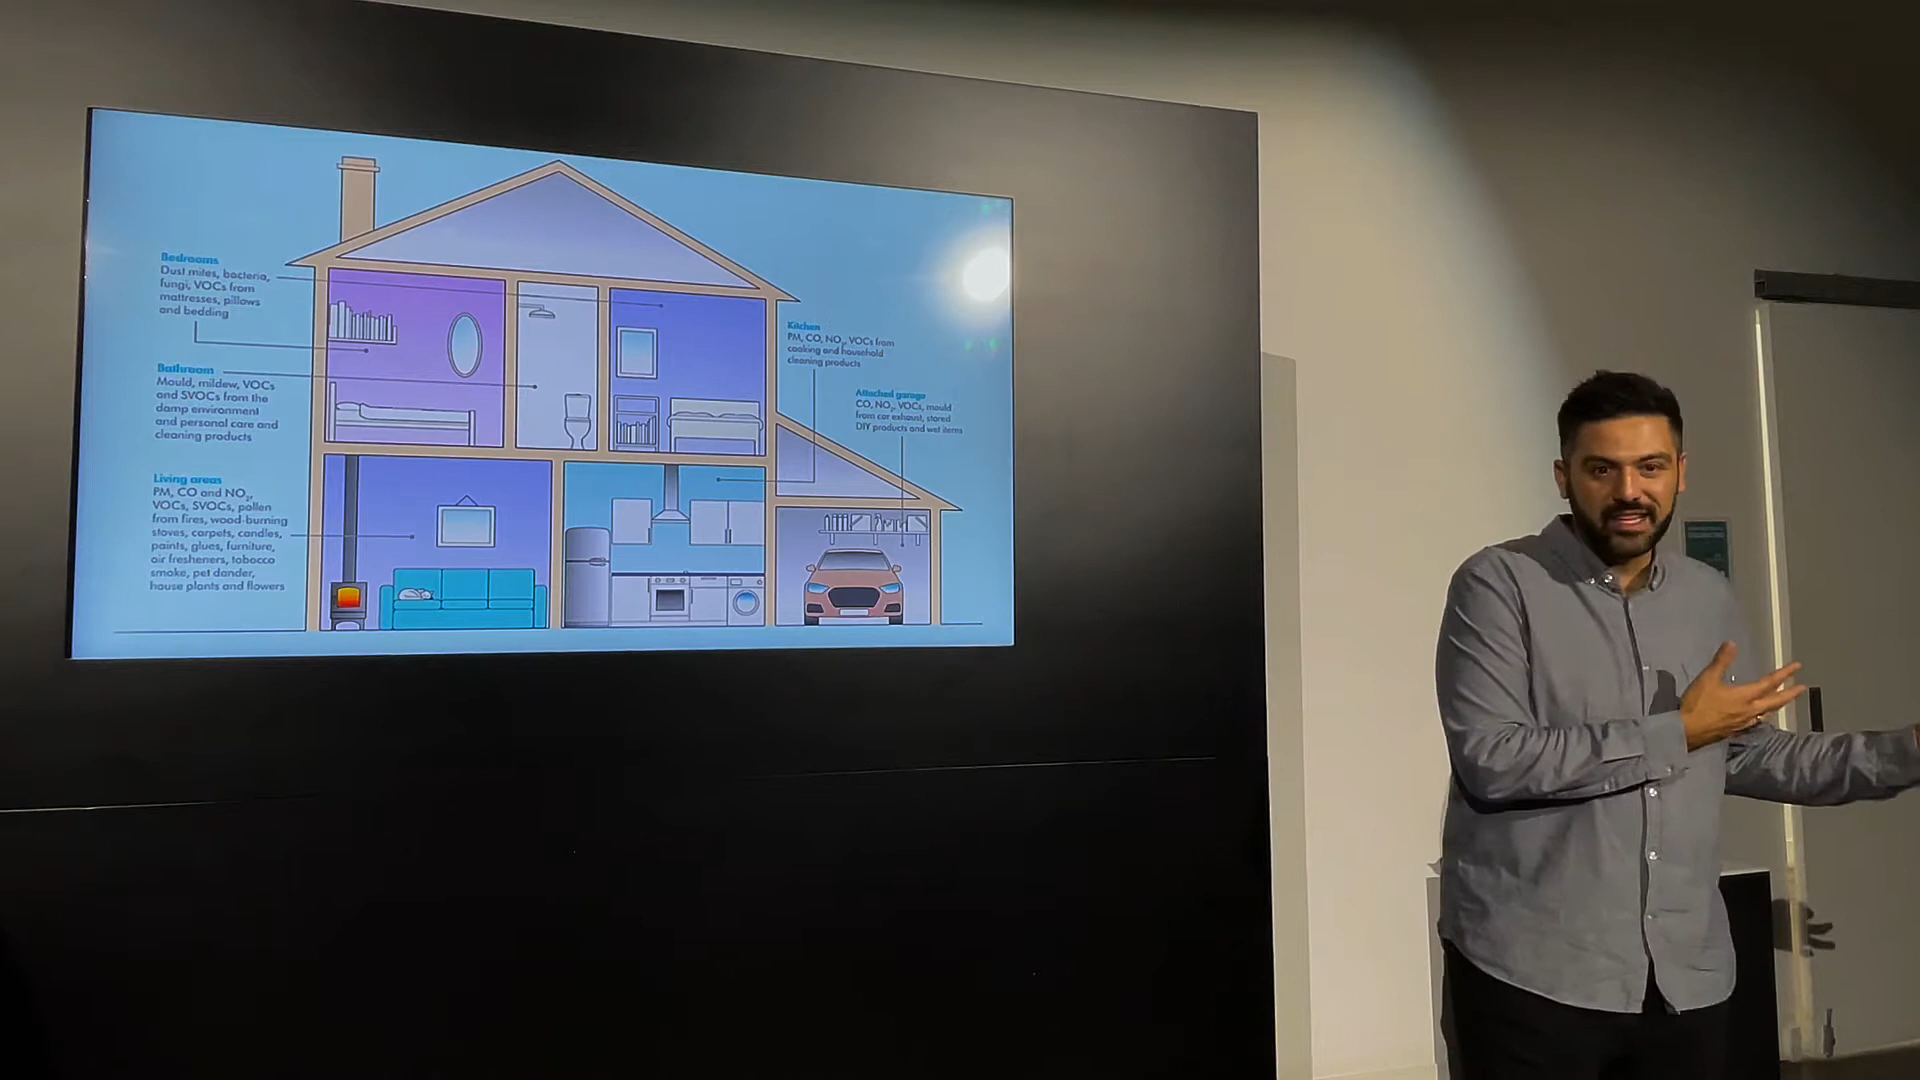 Bedrooms
Dust mites, bacteria,
fungi, VOCs from
mattresses, pillows
and bedding
Bathroom
Mould, mildew, VOCs
and SVOCs from the
damp environment
and personal care and
cleaning products
Living areas
PM, CO and NO₂,
VOCs, SVOCs, pollen
from fires, wood-burning
stoves, carpets, candles,
paints, glues, furniture,
air fresheners, tobacco
smoke, pet dander,
house plants and flowers
Kitchen
PM, CO, NO₂, VOCs from
cooking and household
cleaning products
Attached garage
CO, NO₂, VOCs, mould
from car exhaust, stored
DIY products and wet items